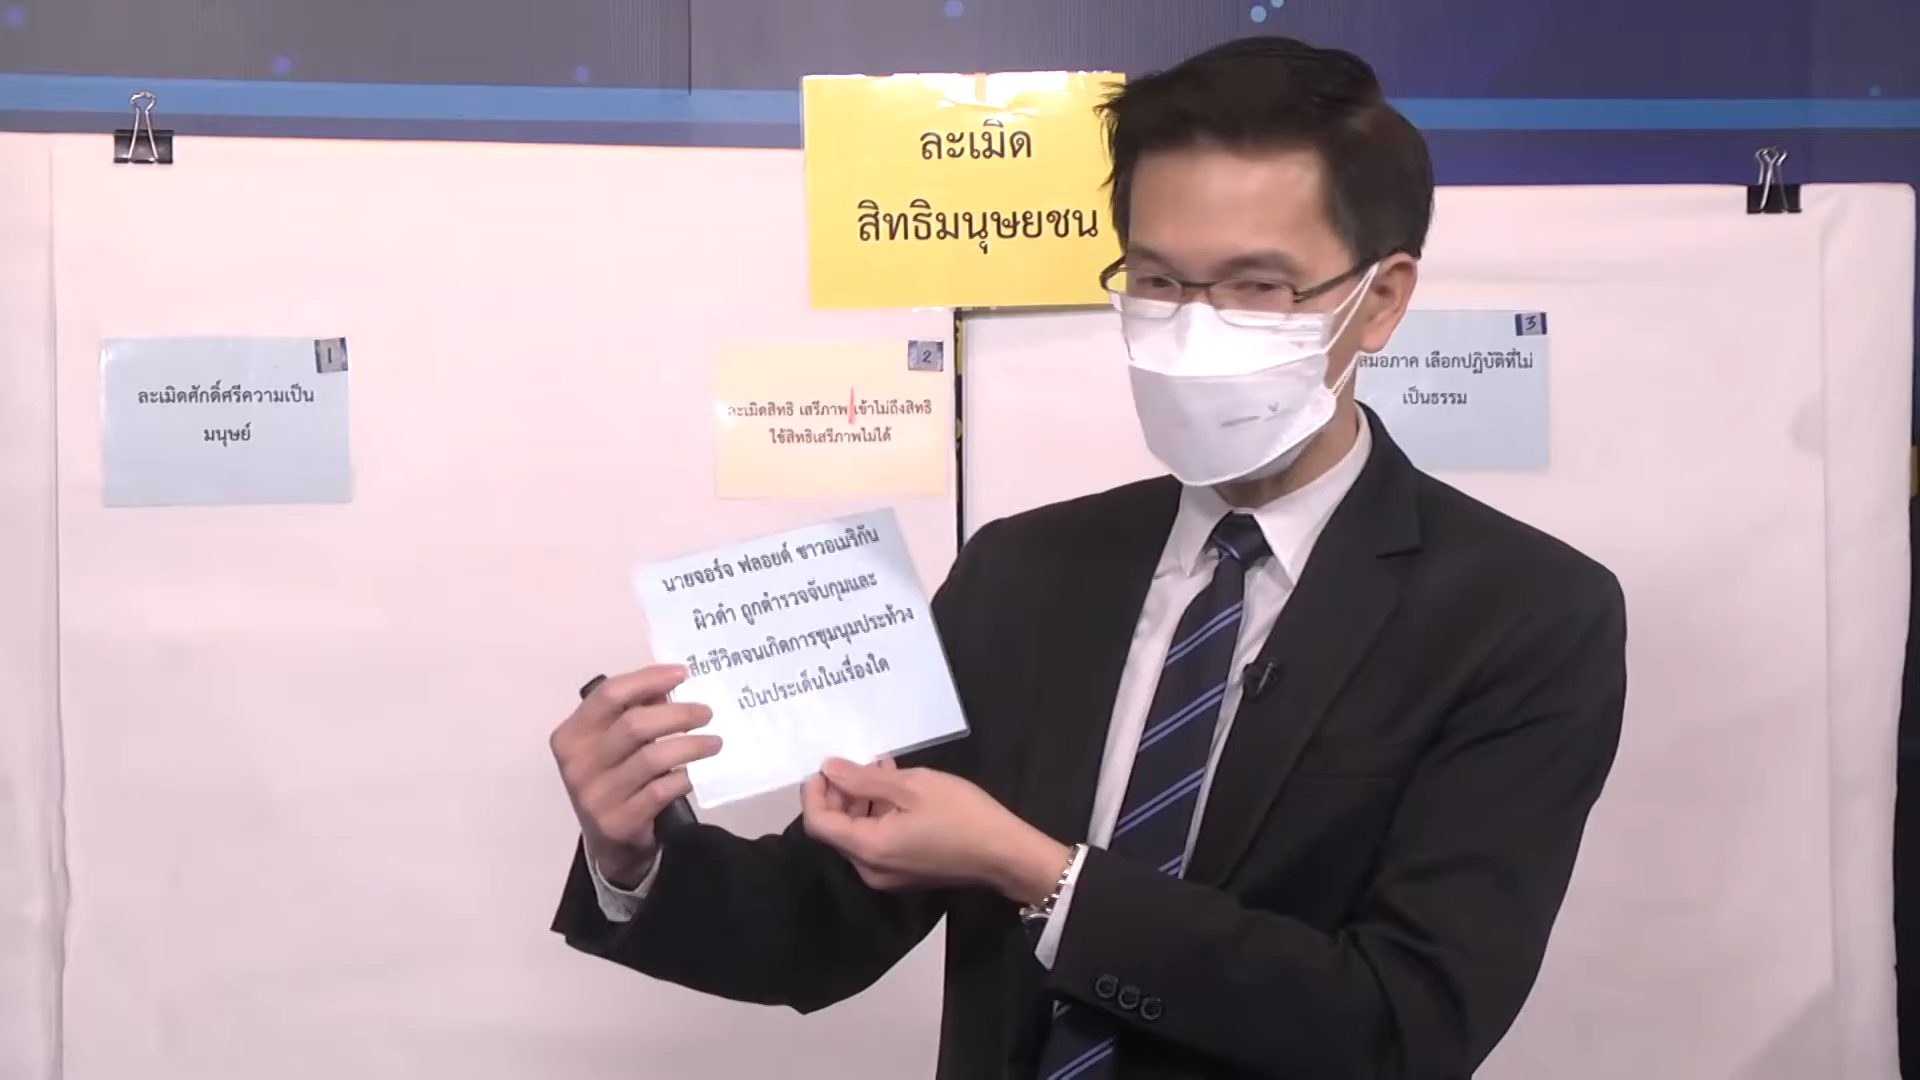 ละเมิด
สิทธิมนุษยชน
1
ละเมิดศักดิ์ศรีความเป็น
มนุษย์
2
ละเมิดสิทธิ เสรีภาพ เข้าไม่ถึงสิทธิ
ใช้สิทธิเสรีภาพไม่ได้
3
สมอภาค เลือกปฏิบัติที่ไม่
เป็นธรรม
นายจอร์จ ฟลอยด์ ชาวอเมริกัน
ผิวดำ ถูกตำรวจจับกุมและ
สียชีวิตจนเกิดการชุมนุมประท้วง
เป็นประเด็นในเรื่องใด